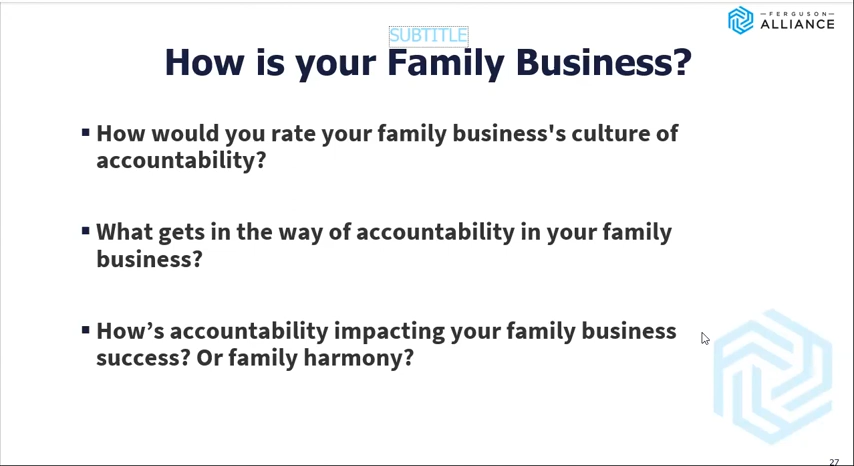 FERGUSON
ALLIANCE
SUBTITLE
How is your Family Business?
▪ How would you rate your family business's culture of
accountability?
▪ What gets in the way of accountability in your family
business?
▪ How’s accountability impacting your family business
success? Or family harmony?
27